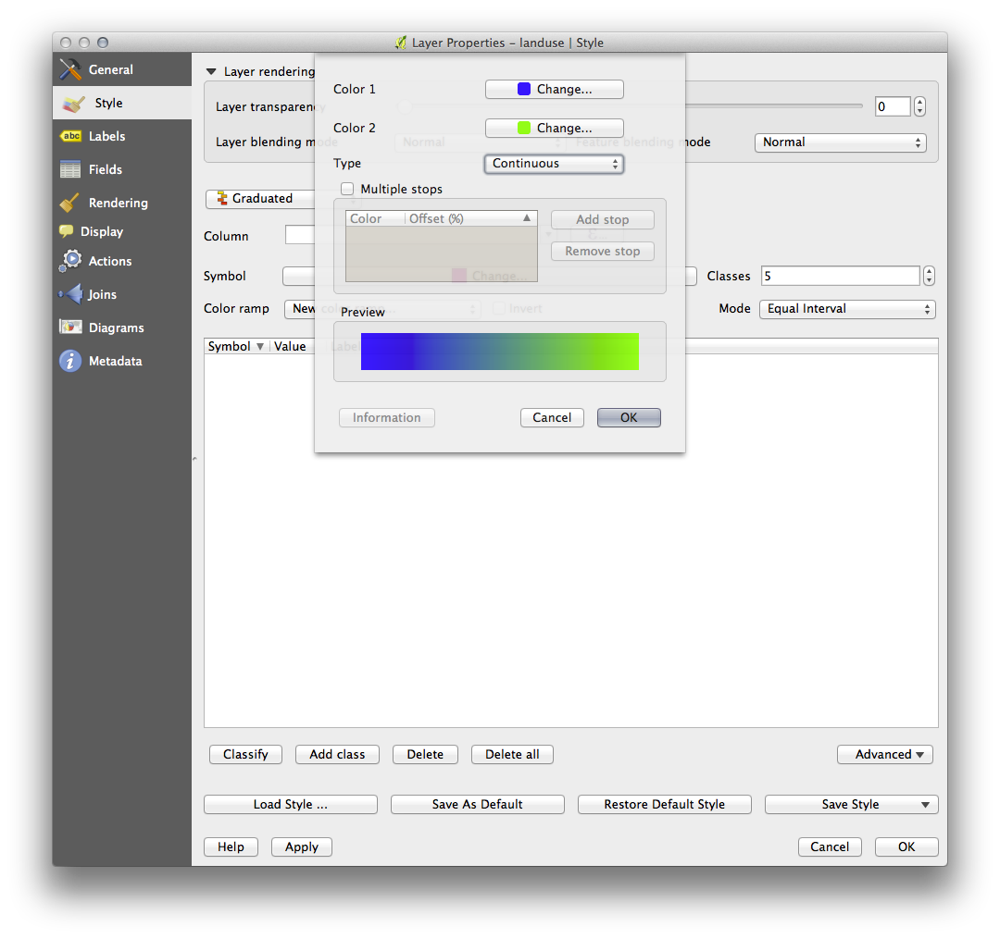 Layer Properties – landuse | Style
General
Style
abc Labels
Fields
Rendering
Display
Actions
Joins
Diagrams
Metadata
Layer rendering
Layer transparency
0
Layer blending mode Normal Feature blending mode Normal
Color 1 Change...
Color 2 Change...
Type Continuous
Multiple stops
Color Offset (%)
Add stop
Remove stop
Graduated
Column
Symbol Change... Classes 5
Color ramp New color ramp... Invert Mode Equal Interval
Preview
Symbol Value Label
Information Cancel OK
Classify Add class Delete Delete all Advanced
Load Style ... Save As Default Restore Default Style Save Style
Help Apply Cancel OK